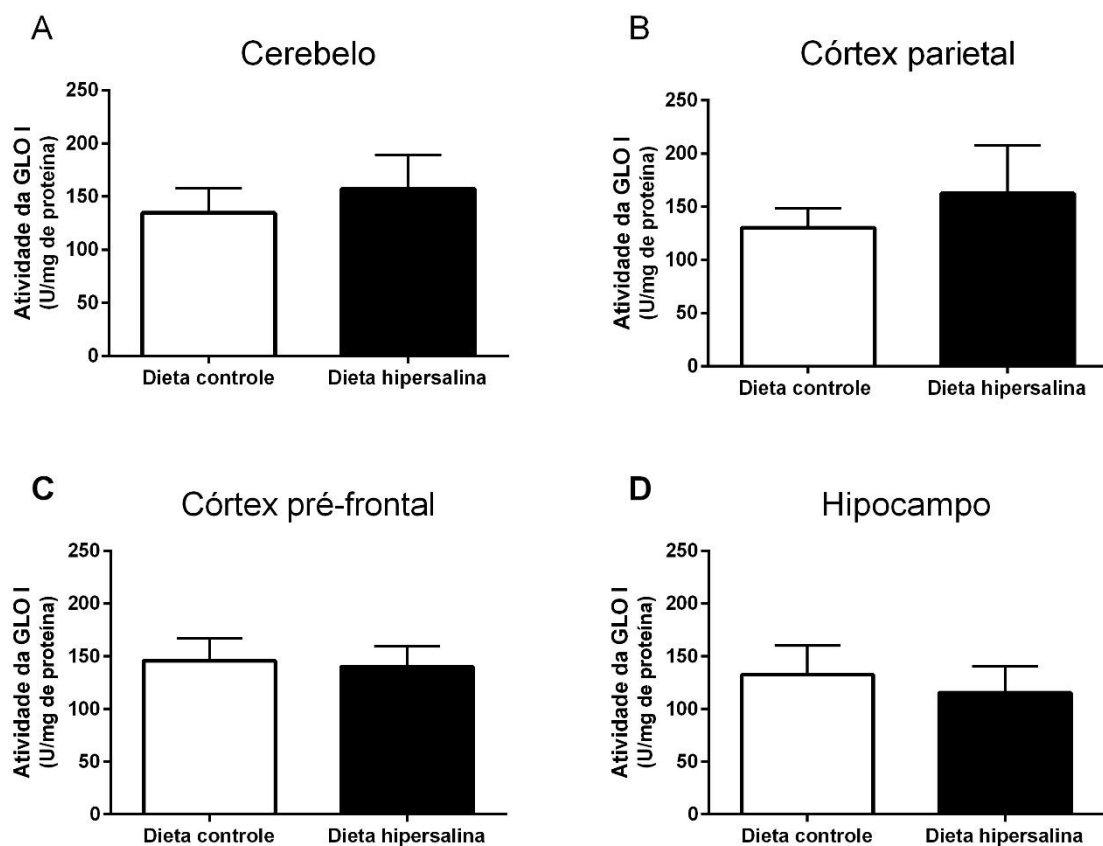 A
Cerebelo
Atividade da GLO I
(U/mg de proteína)
250
200
150
100
50
0
Dieta controle
Dieta hipersalina
B
Córtex parietal
Atividade da GLO I
(U/mg de proteína)
250
200
150
100
50
0
Dieta controle
Dieta hipersalina
C
Córtex pré-frontal
Atividade da GLO I
(U/mg de proteína)
250
200
150
100
50
0
Dieta controle
Dieta hipersalina
D
Hipocampo
Atividade da GLO I
(U/mg de proteína)
250
200
150
100
50
0
Dieta controle
Dieta hipersalina